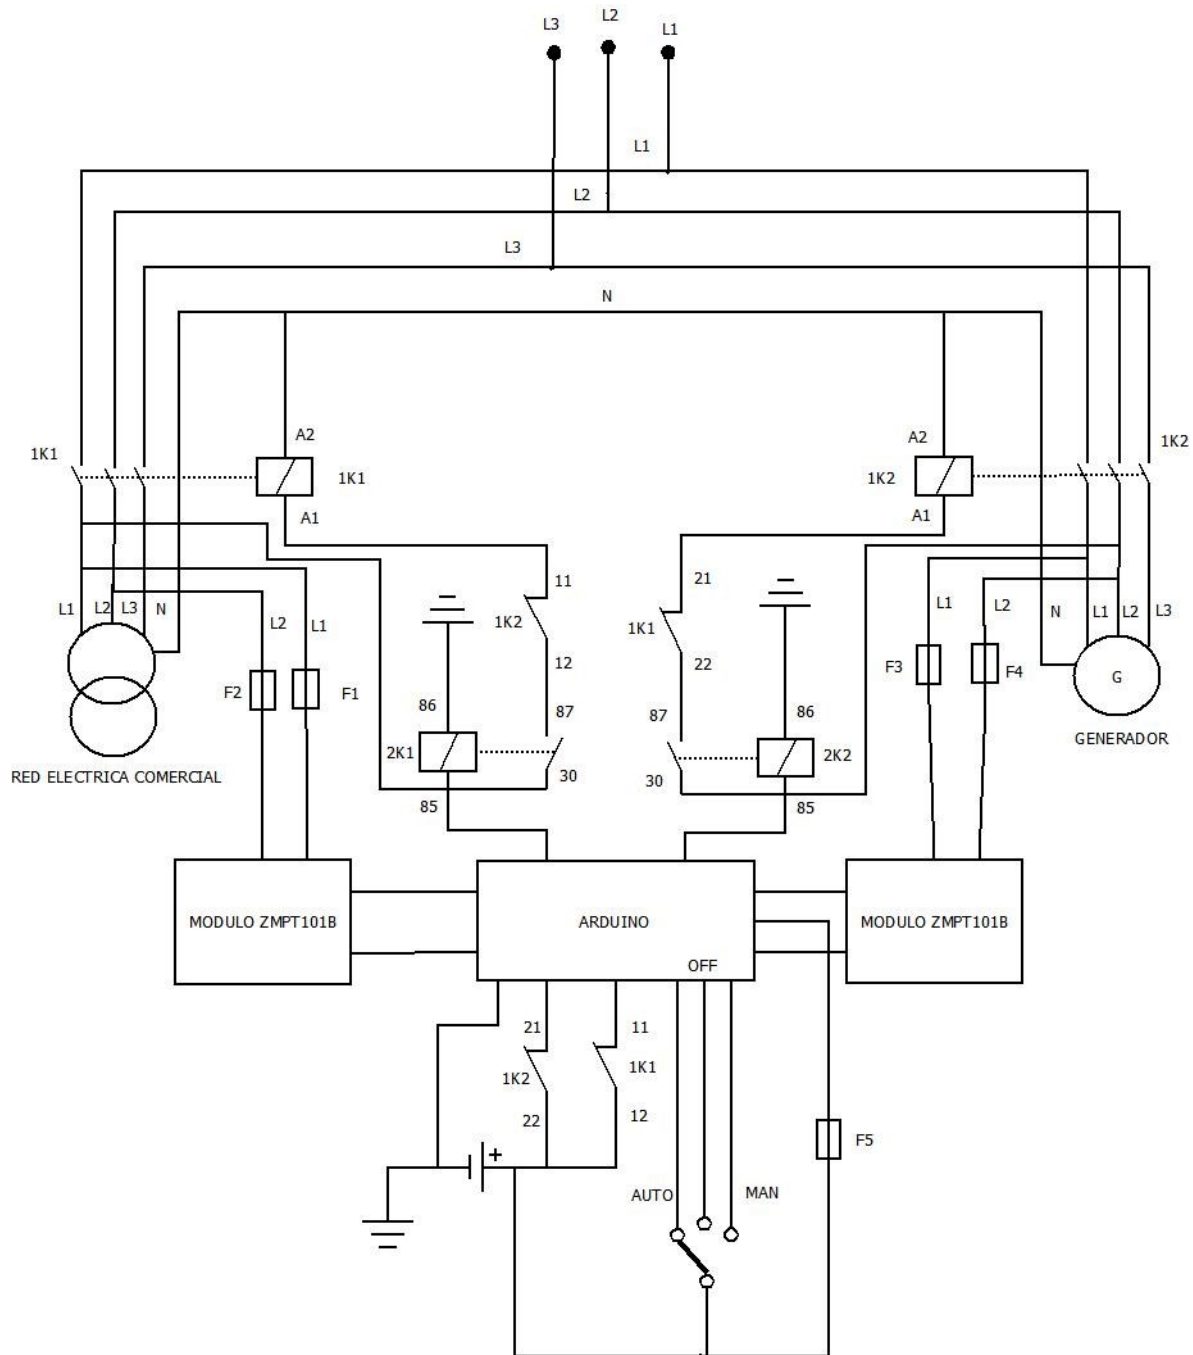 L3
L2
L1
L1
L2
L3
N
1K1
A2
1K1
A1
A2
1K2
1K2
A1
11
1K2
12
21
1K1
22
L1
L2
L3
N
L2
L1
F2
F1
L1
L2
N
L1
L2
L3
F3
F4
G
GENERADOR
RED ELECTRICA COMERCIAL
86
2K1
87
30
85
87
86
2K2
30
85
MODULO ZMPT101B
ARDUINO
OFF
MODULO ZMPT101B
21
1K2
22
11
1K1
12
+
AUTO
MAN
F5